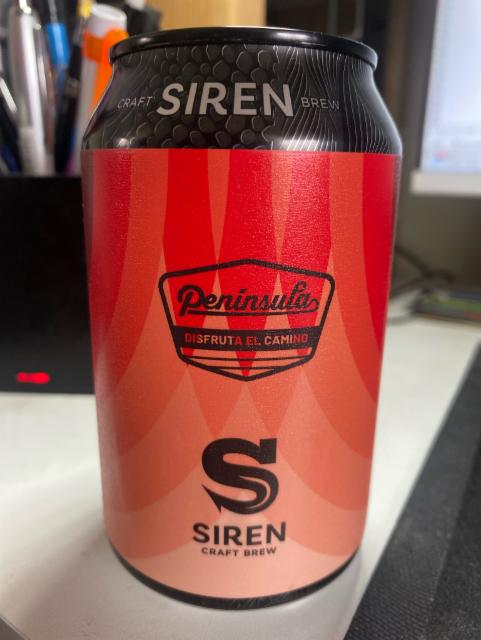 CRAFT SIREN BREW
Peninsula
DISFRUTA EL CAMINO
S
SIREN
CRAFT BREW